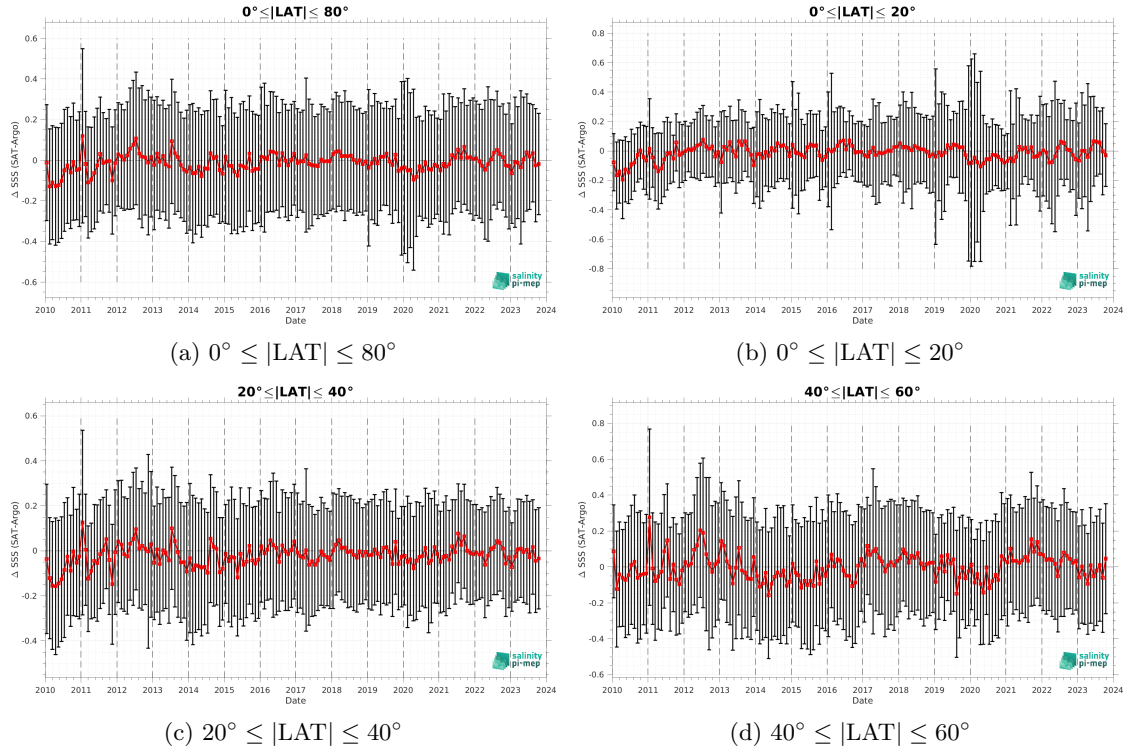 0°≤|LAT|≤ 80°
Δ SSS (SAT-Argo)
0.6
0.4
0.2
0
-0.2
-0.4
-0.6
salinity
pi-mep
2010 2011 2012 2013 2014 2015 2016 2017 2018 2019 2020 2021 2022 2023 2024
Date
(a) 0° ≤ |LAT| ≤ 80°
0°≤|LAT|≤ 20°
Δ SSS (SAT-Argo)
0.8
0.6
0.4
0.2
0
-0.2
-0.4
-0.6
-0.8
salinity
pi-mep
2010 2011 2012 2013 2014 2015 2016 2017 2018 2019 2020 2021 2022 2023 2024
Date
(b) 0° ≤ |LAT| ≤ 20°
20°≤|LAT|≤ 40°
Δ SSS (SAT-Argo)
0.6
0.4
0.2
0
-0.2
-0.4
salinity
pi-mep
2010 2011 2012 2013 2014 2015 2016 2017 2018 2019 2020 2021 2022 2023 2024
Date
(c) 20° ≤ |LAT| ≤ 40°
40°≤|LAT|≤ 60°
Δ SSS (SAT-Argo)
0.8
0.6
0.4
0.2
0
-0.2
-0.4
-0.6
salinity
pi-mep
2010 2011 2012 2013 2014 2015 2016 2017 2018 2019 2020 2021 2022 2023 2024
Date
(d) 40° ≤ |LAT| ≤ 60°